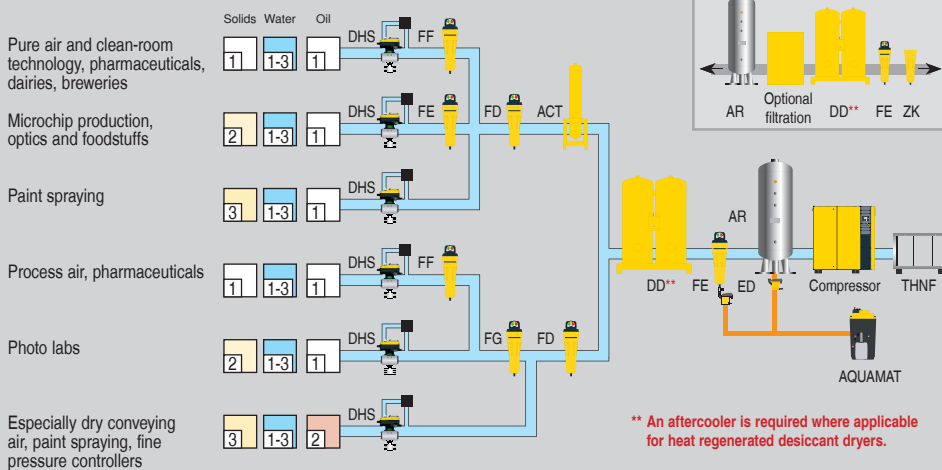 Solids Water Oil
Pure air and clean-room
technology, pharmaceuticals,
dairies, breweries
1 1-3 1
DHS FF
Microchip production,
optics and foodstuffs
2 1-3 1
DHS FE FD ACT
Paint spraying
3 1-3 1
DHS
Process air, pharmaceuticals
1 1-3 1
DHS FF
Photo labs
2 1-3 1
DHS FG FD
Especially dry conveying
air, paint spraying, fine
pressure controllers
3 1-3 2
DHS
AR Optional
filtration DD** FE ZK
AR
DD** FE ED Compressor THNF
AQUAMAT
** An aftercooler is required where applicable
for heat regenerated desiccant dryers.